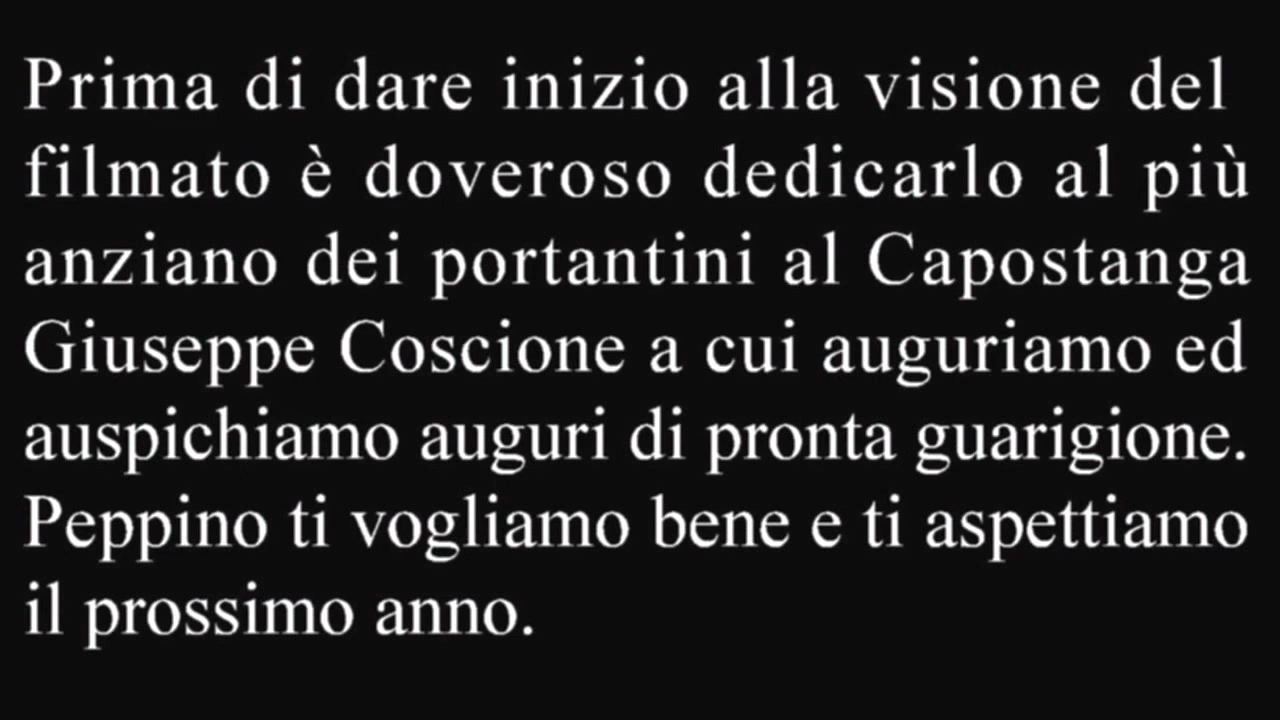 Prima di dare inizio alla visione del
filmato è doveroso dedicarlo al più
anziano dei portantini al Capostanga
Giuseppe Coscione a cui auguriamo ed
auspichiamo auguri di pronta guarigione.
Peppino ti vogliamo bene e ti aspettiamo
il prossimo anno.